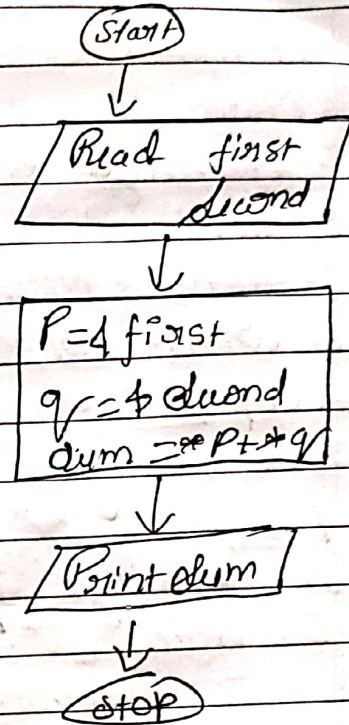 Start
Read first
second
P=&first
q=&second
sum =*P+*q
Print sum
stop